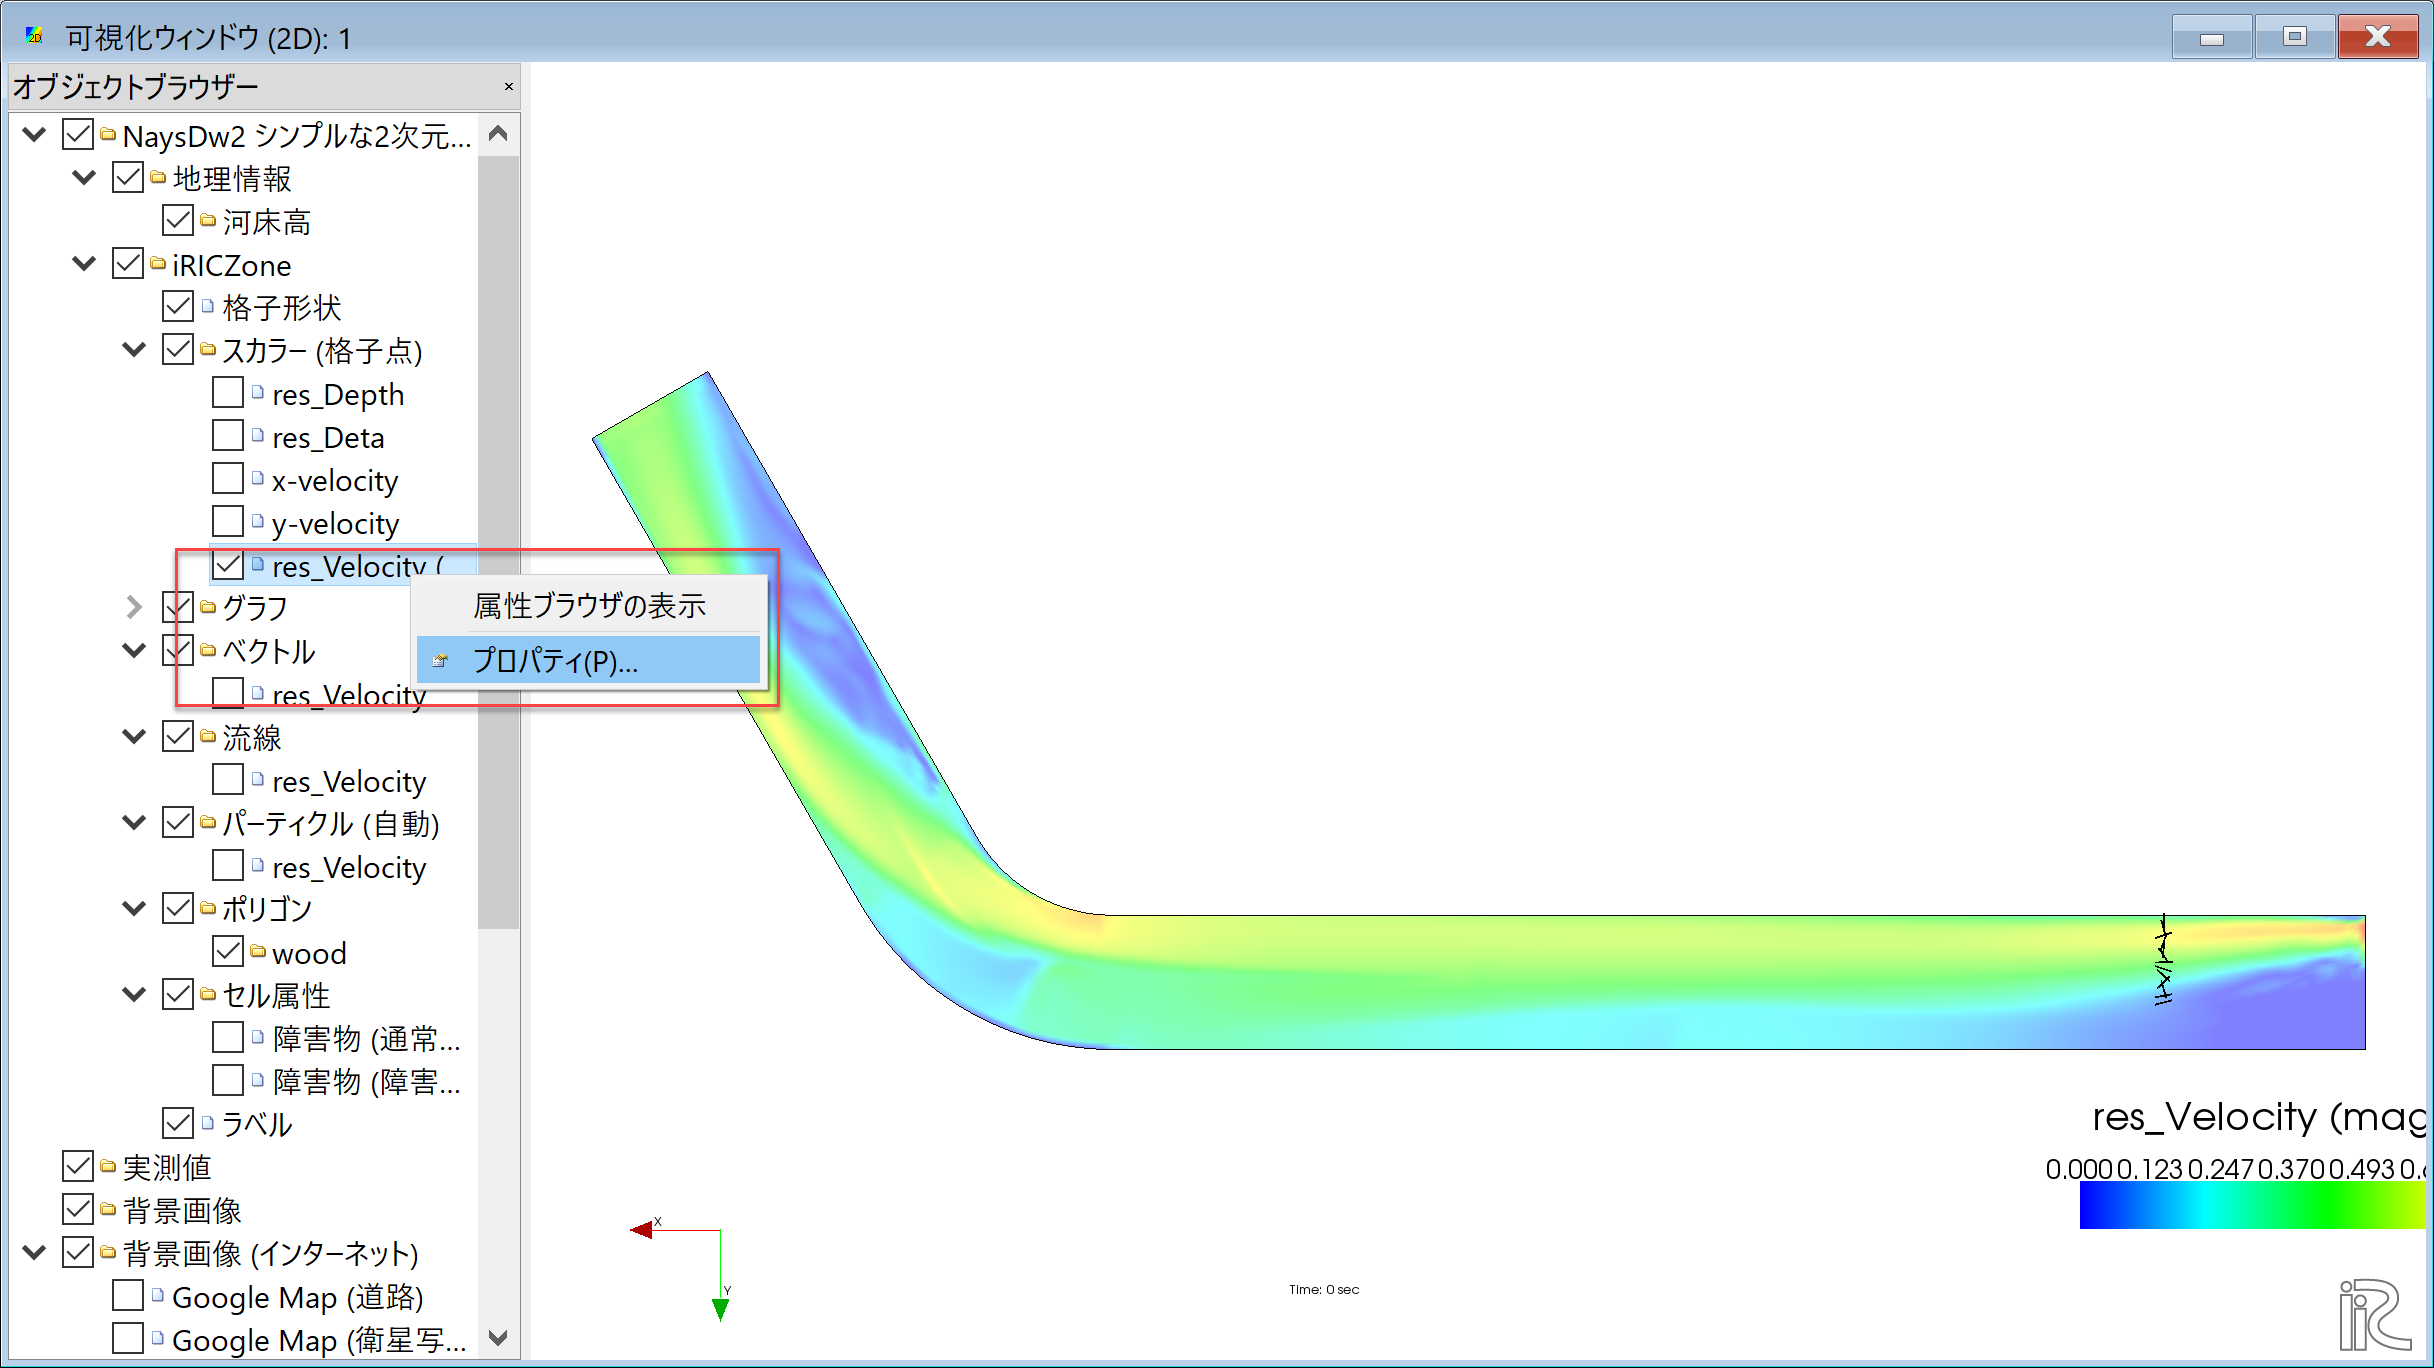 可視化ウィンドウ (2D): 1
オブジェクトブラウザー
NaysDw2 シンプルな2次元...
地理情報
河床高
iRICZone
格子形状
スカラー (格子点)
res_Depth
res_Deta
x-velocity
y-velocity
res_Velocity (
属性ブラウザの表示
グラフ
ベクトル
プロパティ(P)...
res_Velocity
流線
res_Velocity
パーティクル (自動)
res_Velocity
ポリゴン
wood
セル属性
障害物 (通常...
障害物 (障害...
ラベル
実測値
背景画像
背景画像 (インターネット)
Google Map (道路)
Google Map (衛星写...
res_Velocity (mag
0.000 0.123 0.247 0.370 0.493 0.
X
Y
Time: 0 sec
iRIC